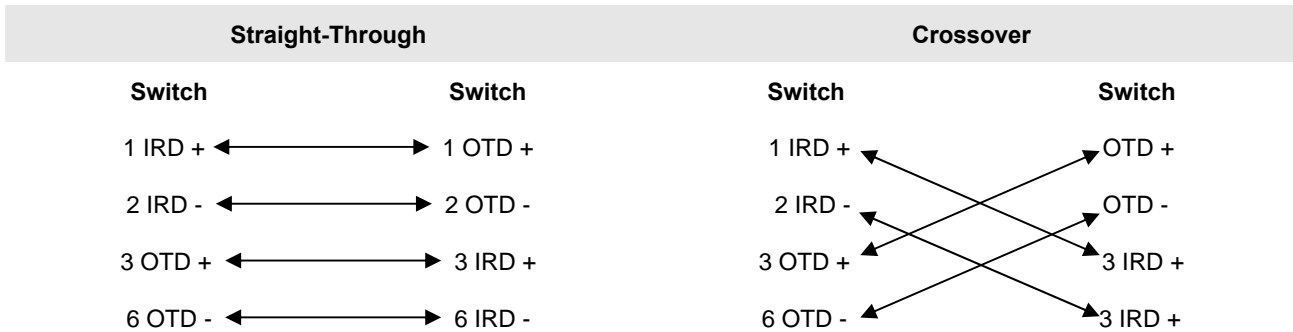 Straight-Through Crossover
Switch Switch Switch Switch
1 IRD + 1 OTD + 1 IRD + OTD +
2 IRD - 2 OTD - 2 IRD - OTD -
3 OTD + 3 IRD + 3 OTD + 3 IRD +
6 OTD - 6 IRD - 6 OTD - 3 IRD +